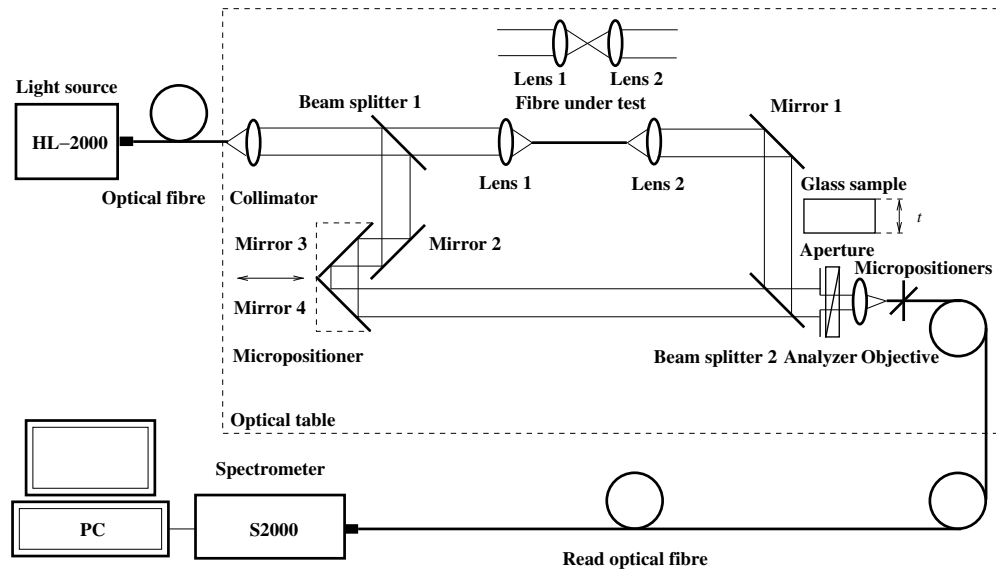 Lens 1
Lens 2
Fibre under test
Light source
HL−2000
Beam splitter 1
Mirror 1
Optical fibre
Collimator
Lens 1
Lens 2
Glass sample
t
Aperture
Mirror 3
Mirror 2
Micropositioners
Mirror 4
Micropositioner
Beam splitter 2
Analyzer
Objective
Optical table
Spectrometer
PC
S2000
Read optical fibre